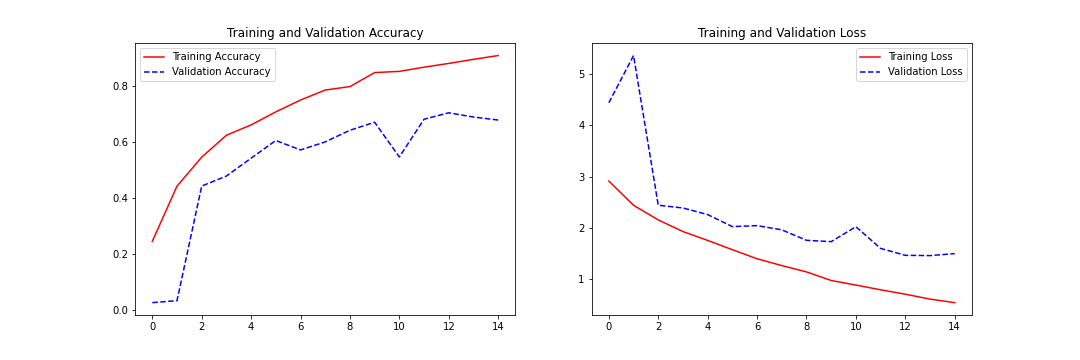 Training and Validation Accuracy
Training Accuracy
Validation Accuracy
0.8
0.6
0.4
0.2
0.0
0 2 4 6 8 10 12 14
Training and Validation Loss
Training Loss
Validation Loss
5
4
3
2
1
0 2 4 6 8 10 12 14